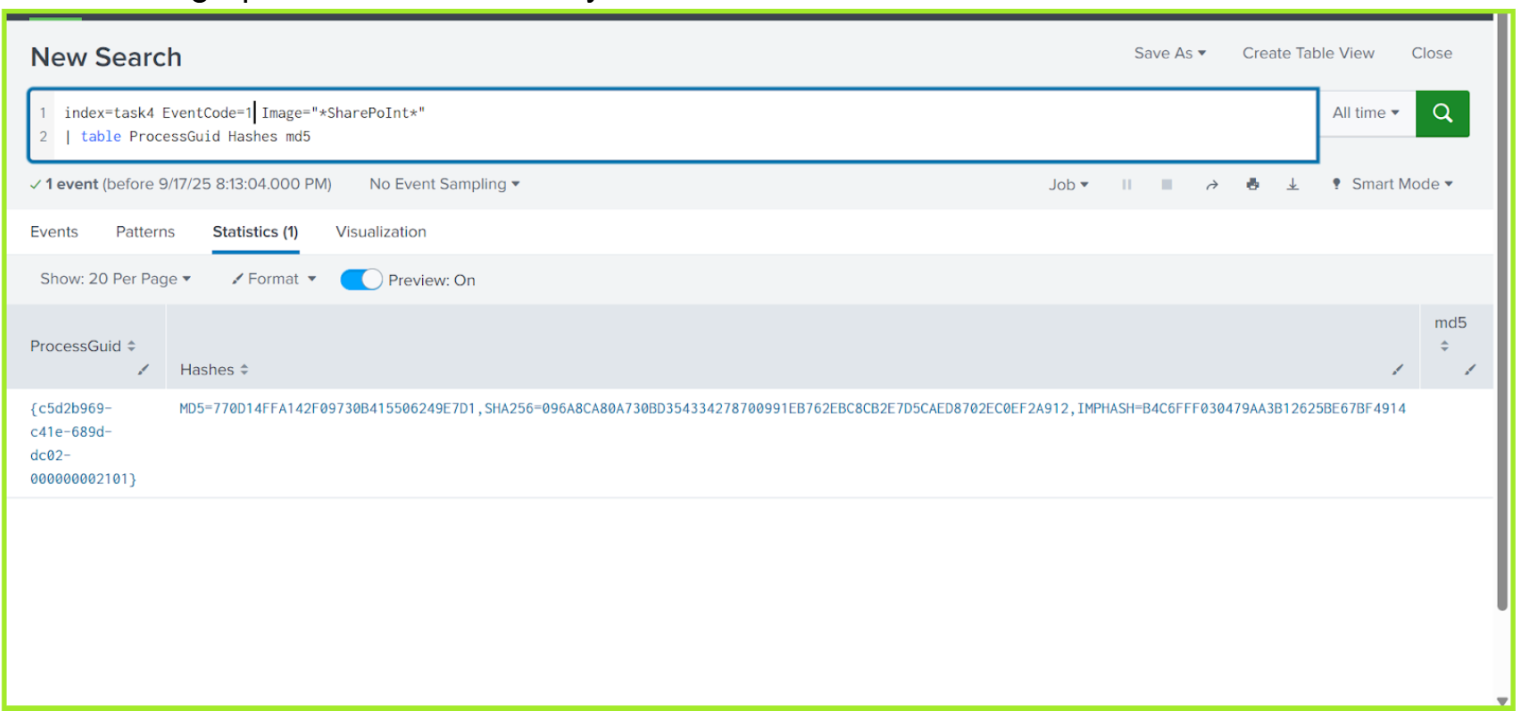 New Search
Save As Create Table View Close
1 index=task4 EventCode=1 Image="*SharePoInt*"
2 | table ProcessGuid Hashes md5
All time
✓ 1 event (before 9/17/25 8:13:04.000 PM) No Event Sampling Job Smart Mode
Events Patterns Statistics (1) Visualization
Show: 20 Per Page Format Preview: On
ProcessGuid Hashes md5
{c5d2b969-
c41e-689d-
dc02-
000000002101}
MD5=770D14FFA142F09730B415506249E7D1,SHA256=096A8CA80A730BD354334278700991EB762EBC8CB2E7D5CAED8702EC0EF2A912,IMPHASH=B4C6FFF030479AA3B12625BE67BF4914